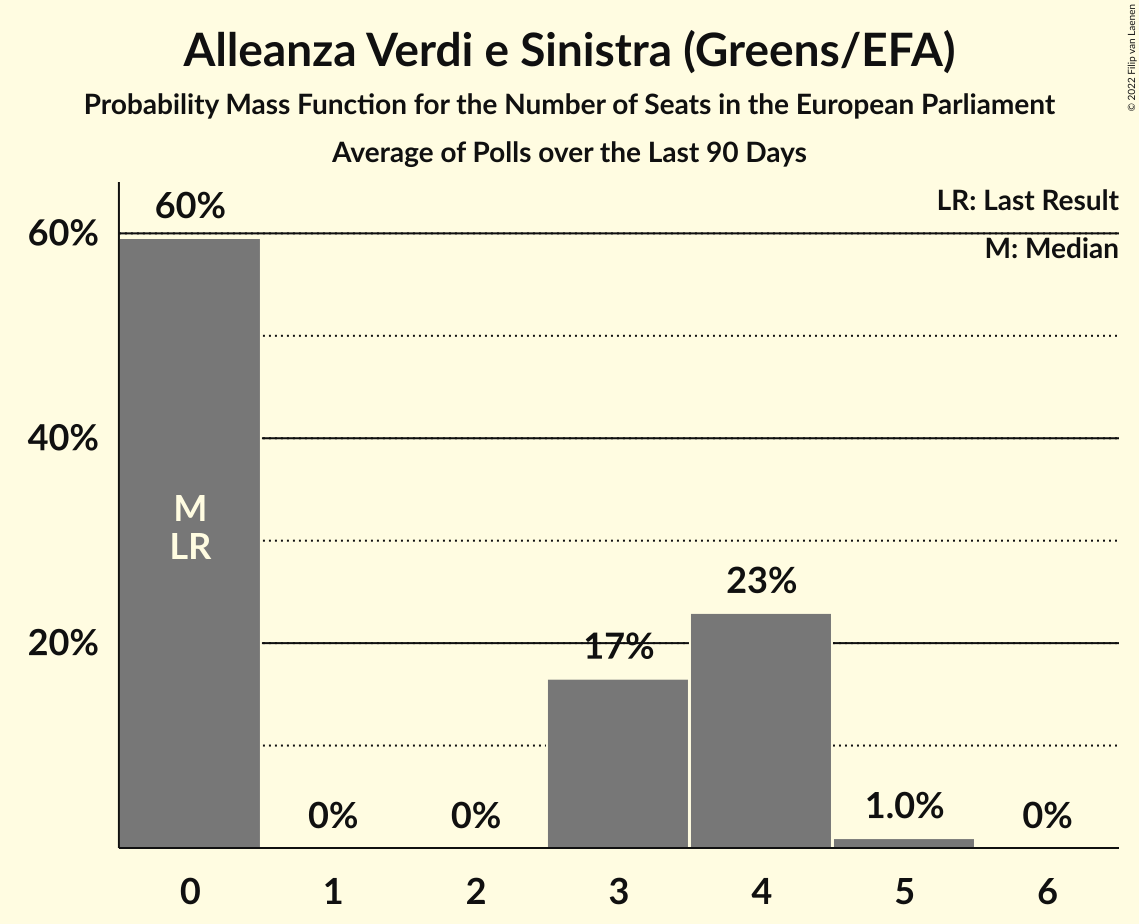 Alleanza Verdi e Sinistra (Greens/EFA)
Probability Mass Function for the Number of Seats in the European Parliament
Average of Polls over the Last 90 Days
© 2022 Filip van Laenen
LR: Last Result
M: Median
60%
40%
20%
60%
M
LR
0%
0%
17%
23%
1.0%
0%
0 1 2 3 4 5 6